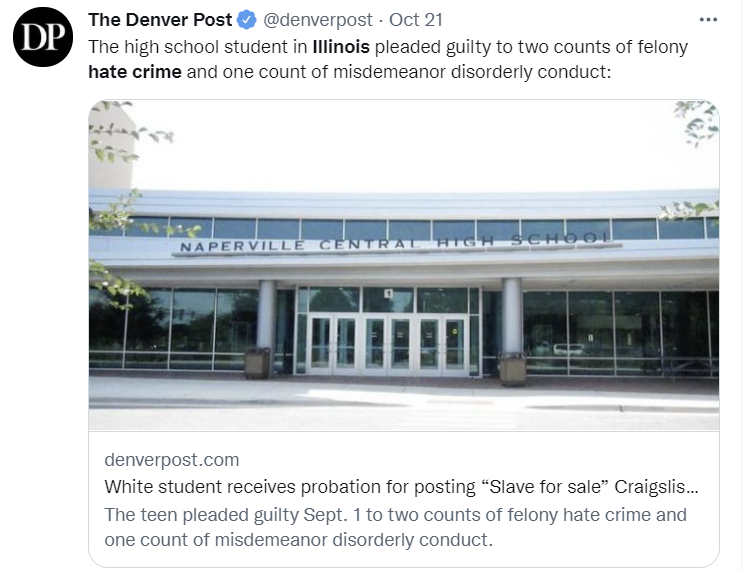 DP
The Denver Post @denverpost · Oct 21
The high school student in Illinois pleaded guilty to two counts of felony
hate crime and one count of misdemeanor disorderly conduct:
NAPERVILLE CENTRAL HIGH SCHOOL
1
denverpost.com
White student receives probation for posting “Slave for sale” Craigslis...
The teen pleaded guilty Sept. 1 to two counts of felony hate crime and
one count of misdemeanor disorderly conduct.